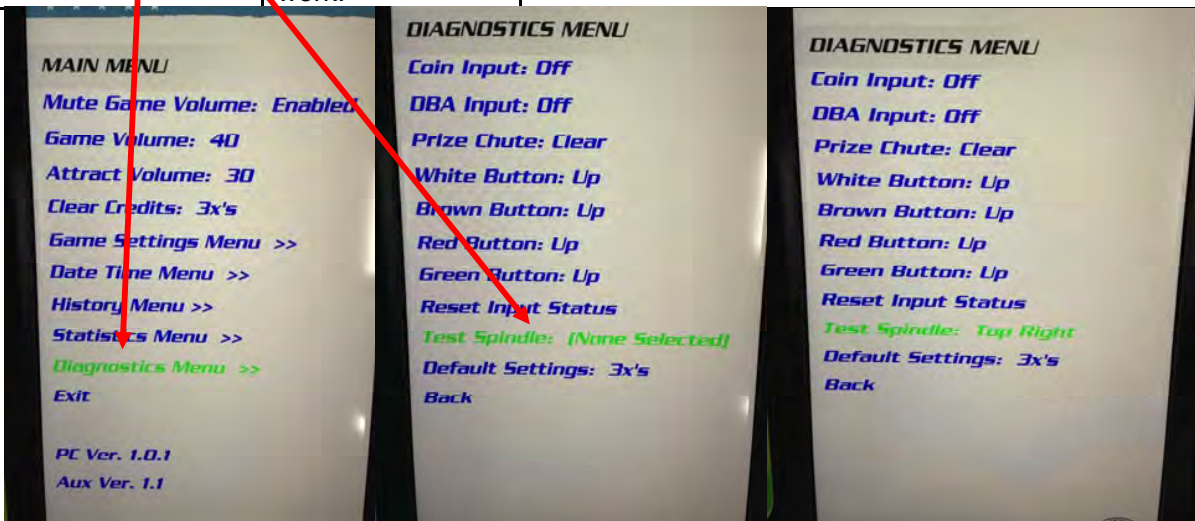 work.
MAIN MENU
Mute Game Volume: Enabled
Game Volume: 40
Attract Volume: 30
Clear Credits: 3x's
Game Settings Menu >>
Date Time Menu >>
History Menu >>
Statistics Menu >>
Diagnostics Menu >>
Exit
PC Ver. 1.0.1
Aux Ver. 1.1
DIAGNOSTICS MENU
Coin Input: Off
DBA Input: Off
Prize Chute: Clear
White Button: Up
Brown Button: Up
Red Button: Up
Green Button: Up
Reset Input Status
Test Spindle: [None Selected]
Default Settings: 3x's
Back
DIAGNOSTICS MENU
Coin Input: Off
DBA Input: Off
Prize Chute: Clear
White Button: Up
Brown Button: Up
Red Button: Up
Green Button: Up
Reset Input Status
Test Spindle: Top Right
Default Settings: 3x's
Back